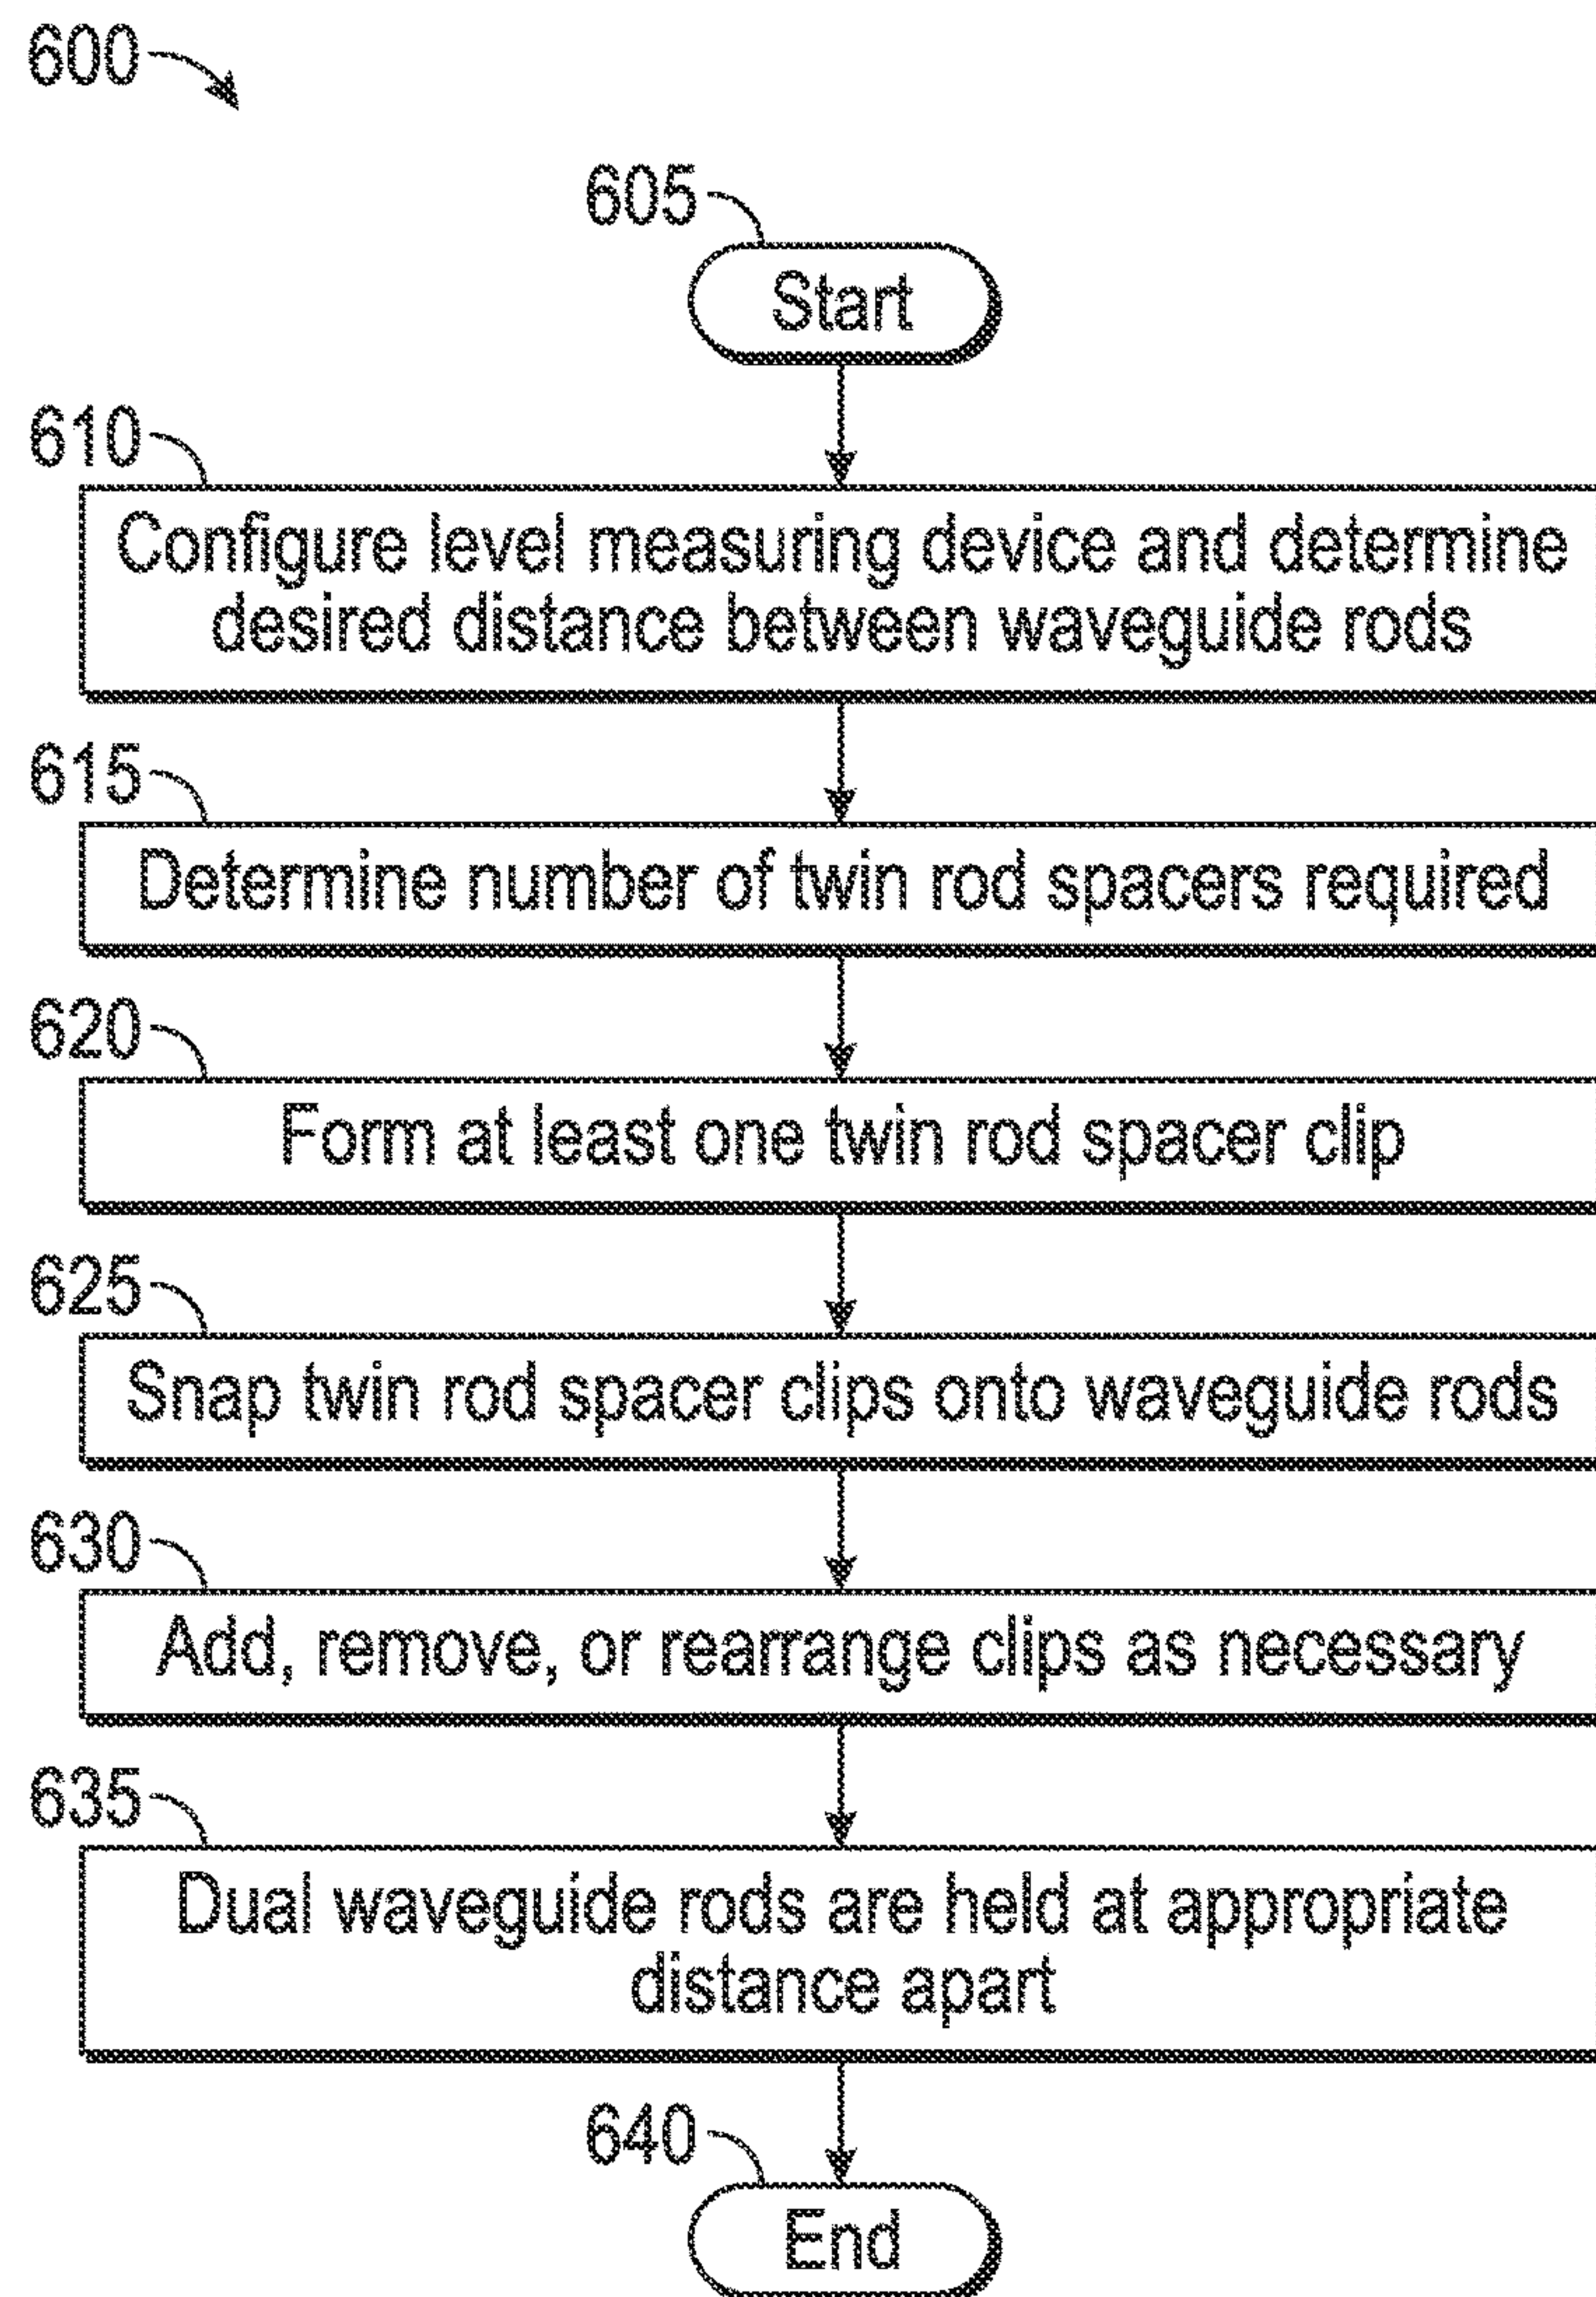 600
605
Start
610
Configure level measuring device and determine
desired distance between waveguide rods
615
Determine number of twin rod spacers required
620
Form at least one twin rod spacer clip
625
Snap twin rod spacer clips onto waveguide rods
630
Add, remove, or rearrange clips as necessary
635
Dual waveguide rods are held at appropriate
distance apart
640
End